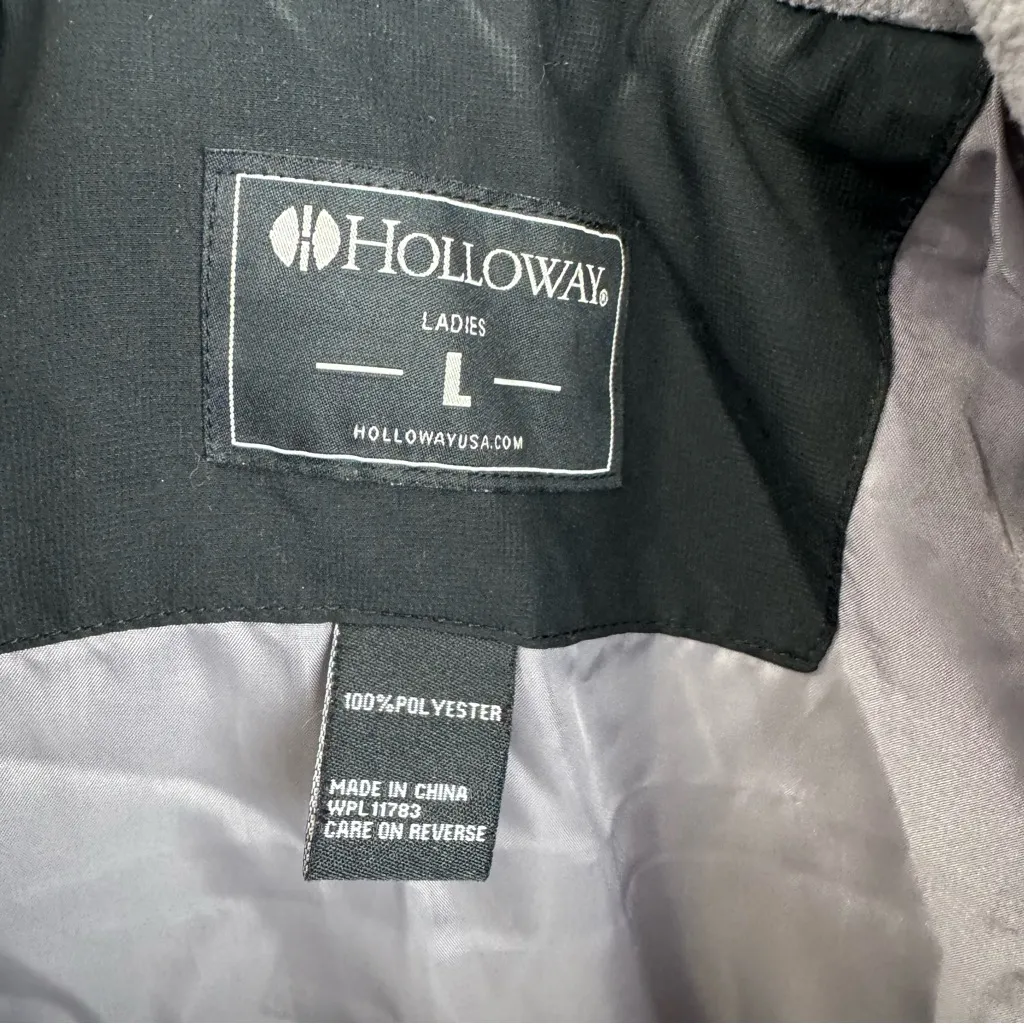 HOLLOWAY®
LADIES
L
HOLLOWAYUSA.COM
100%POLYESTER
MADE IN CHINA
WPL11783
CARE ON REVERSE